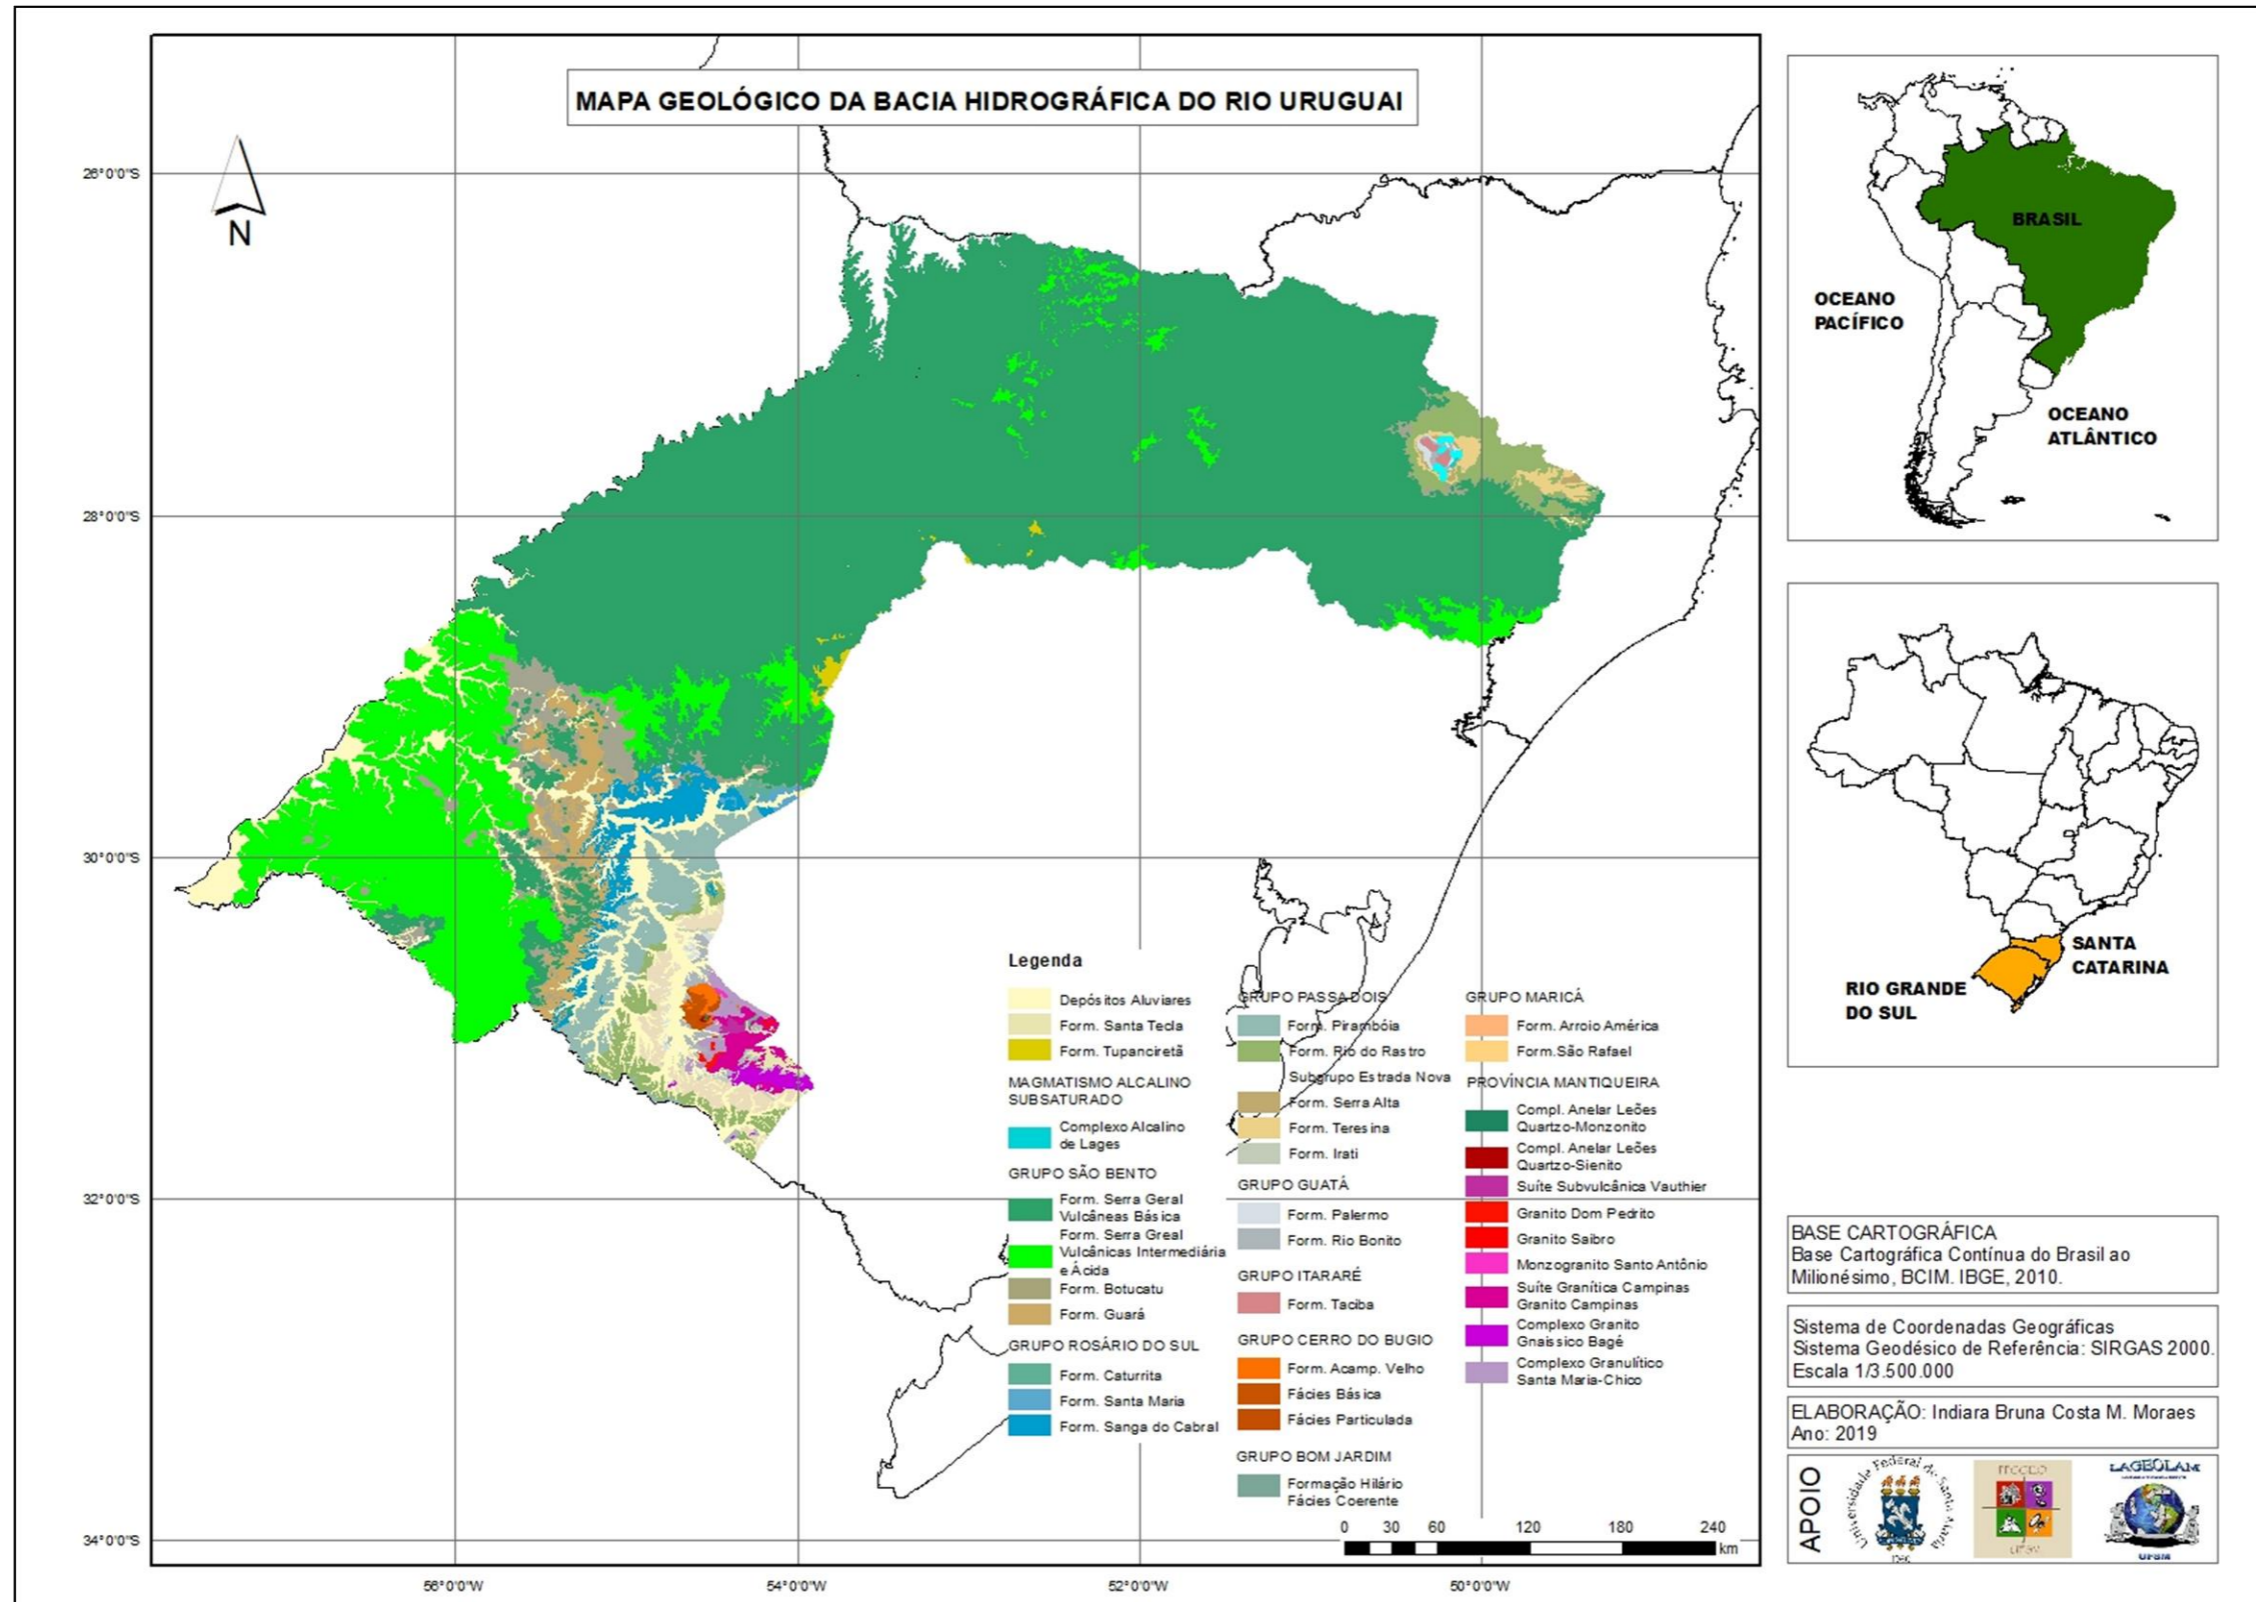 MAPA GEOLÓGICO DA BACIA HIDROGRÁFICA DO RIO URUGUAI
N
26°0'0"S
28°0'0"S
30°0'0"S
32°0'0"S
34°0'0"S
56°0'0"W
54°0'0"W
52°0'0"W
50°0'0"W
Legenda
Depósitos Aluviares
Form. Santa Tecla
Form. Tupanciretã
MAGMATISMO ALCALINO
SUBSATURADO
Complexo Alcalino
de Lages
GRUPO SÃO BENTO
Form. Serra Geral
Vulcâneas Básica
Form. Serra Greal
Vulcânicas Intermediária
e Ácida
Form. Botucatu
Form. Guará
GRUPO ROSÁRIO DO SUL
Form. Caturrita
Form. Santa Maria
Form. Sanga do Cabral
GRUPO PASSA DOIS
Form. Pirambóia
Form. Rio do Rastro
Subgrupo Estrada Nova
Form. Serra Alta
Form. Teresina
Form. Irati
GRUPO GUATÁ
Form. Palermo
Form. Rio Bonito
GRUPO ITARARÉ
Form. Taciba
GRUPO CERRO DO BUGIO
Form. Acamp. Velho
Fácies Básica
Fácies Particulada
GRUPO BOM JARDIM
Formação Hilário
Fácies Coerente
GRUPO MARICÁ
Form. Arroio América
Form.São Rafael
PROVÍNCIA MANTIQUEIRA
Compl. Anelar Leões
Quartzo-Monzonito
Compl. Anelar Leões
Quartzo-Sienito
Suíte Subvulcânica Vauthier
Granito Dom Pedrito
Granito Saibro
Monzogranito Santo Antônio
Suíte Granítica Campinas
Granito Campinas
Complexo Granito
Gnaissico Bagé
Complexo Granulítico
Santa Maria-Chico
0 30 60 120 180 240
km
BRASIL
OCEANO
PACÍFICO
OCEANO
ATLÂNTICO
SANTA
CATARINA
RIO GRANDE
DO SUL
BASE CARTOGRÁFICA
Base Cartográfica Contínua do Brasil ao
Milionésimo, BCIM. IBGE, 2010.
Sistema de Coordenadas Geográficas
Sistema Geodésico de Referência: SIRGAS 2000.
Escala 1/3.500.000
ELABORAÇÃO: Indiara Bruna Costa M. Moraes
Ano: 2019
APOIO
Universidade Federal de Santa Maria
1960
PPGGEO
UFSM
LAGEOLAM
UFSM